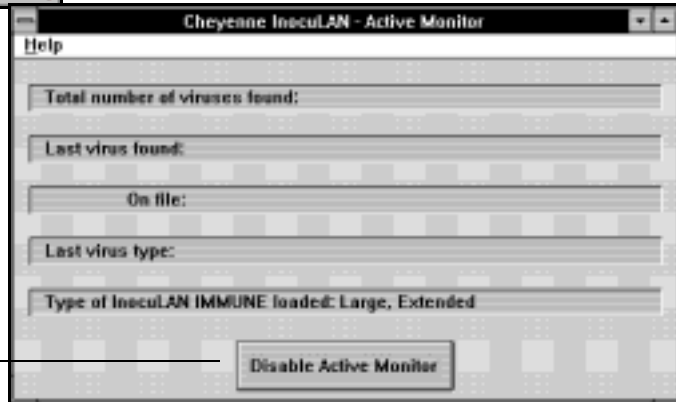 Cheyenne InocuLAN - Active Monitor
Help
Total number of viruses found:
Last virus found:
On file:
Last virus type:
Type of InocuLAN IMMUNE loaded: Large, Extended
Disable Active Monitor